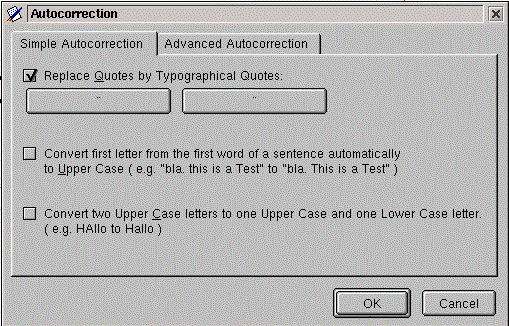 Autocorrection
Simple Autocorrection Advanced Autocorrection
Replace Quotes by Typographical Quotes:
Convert first letter from the first word of a sentence automatically
to Upper Case ( e.g. "bla. this is a Test" to "bla. This is a Test" )
Convert two Upper Case letters to one Upper Case and one Lower Case letter.
( e.g. HAllo to Hallo )
OK Cancel